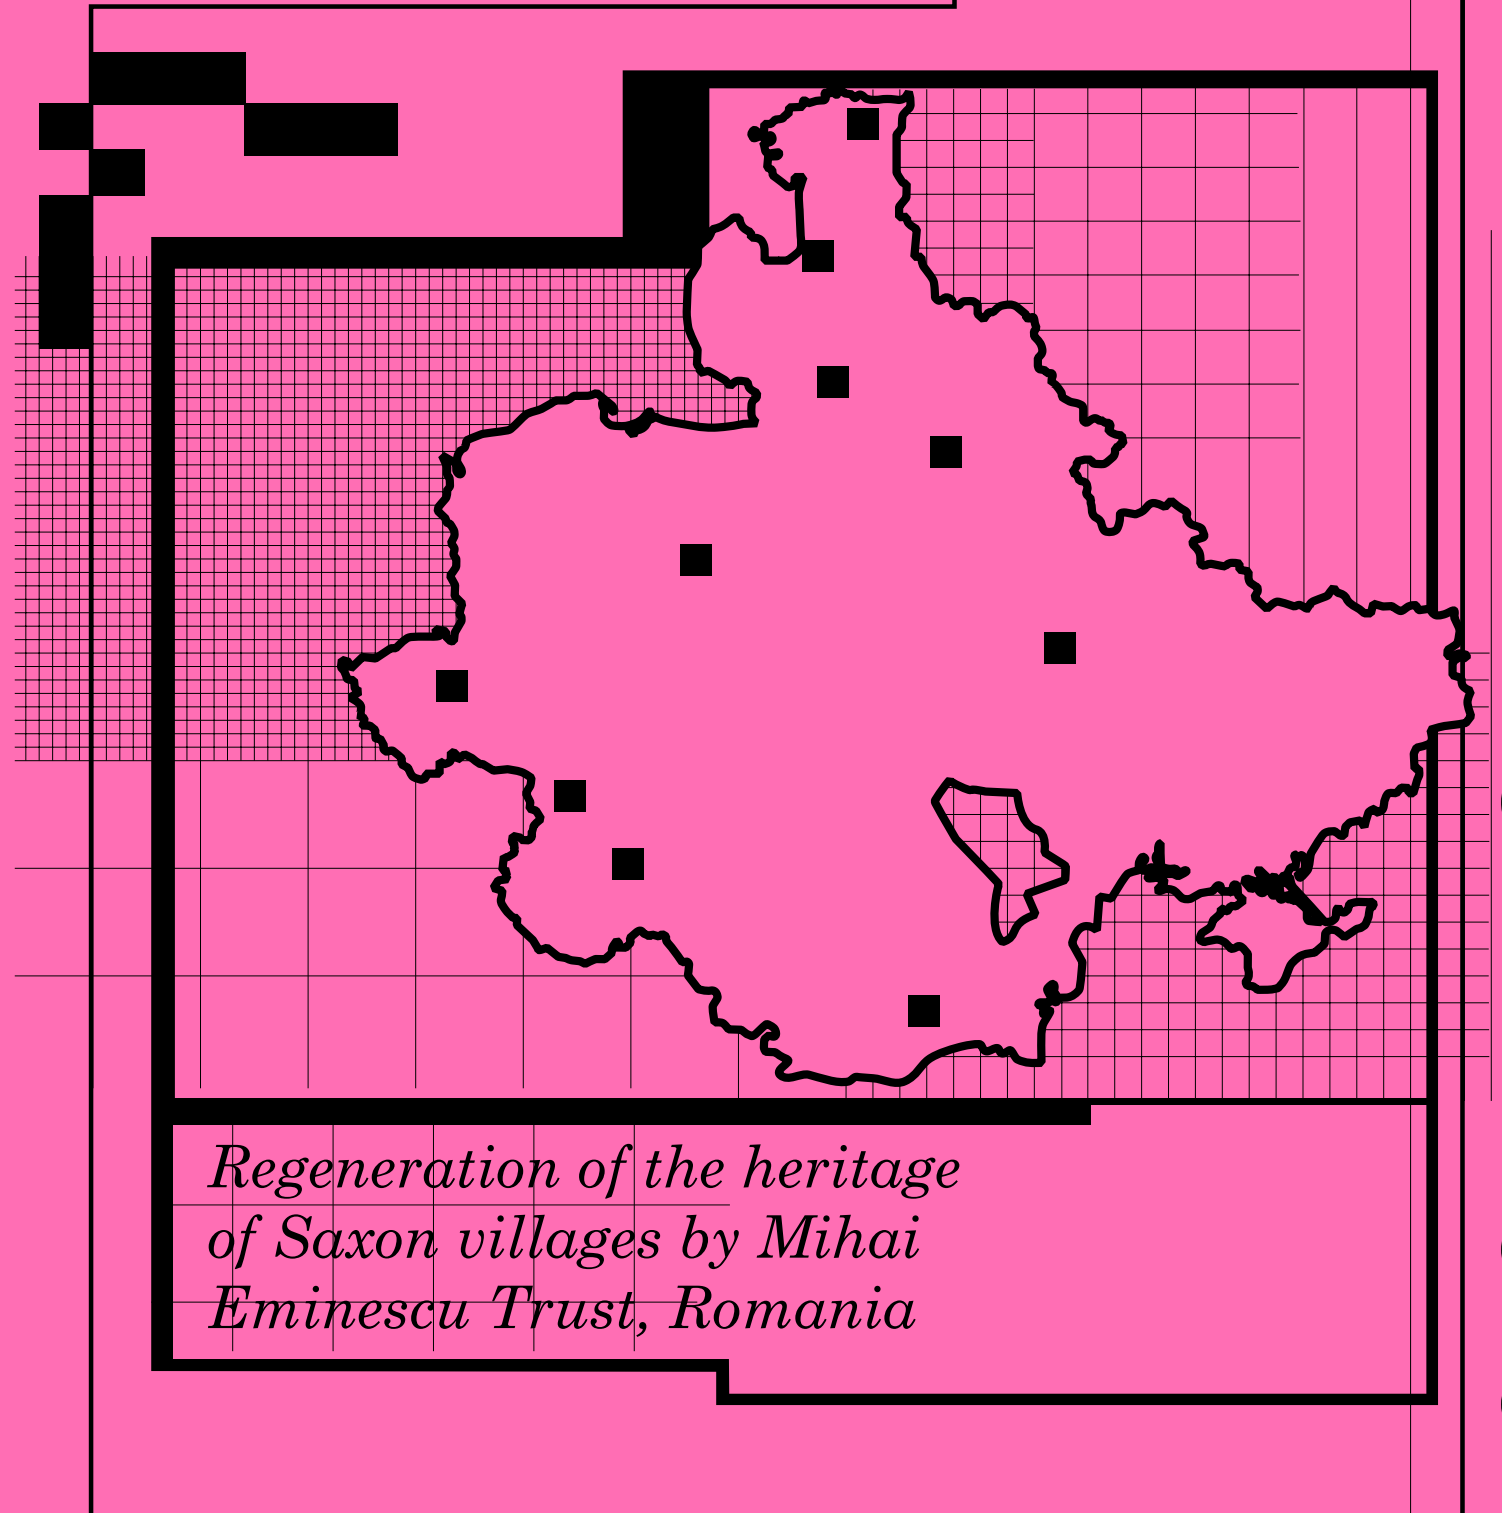 Regeneration of the heritage
of Saxon villages by Mihai
Eminescu Trust, Romania